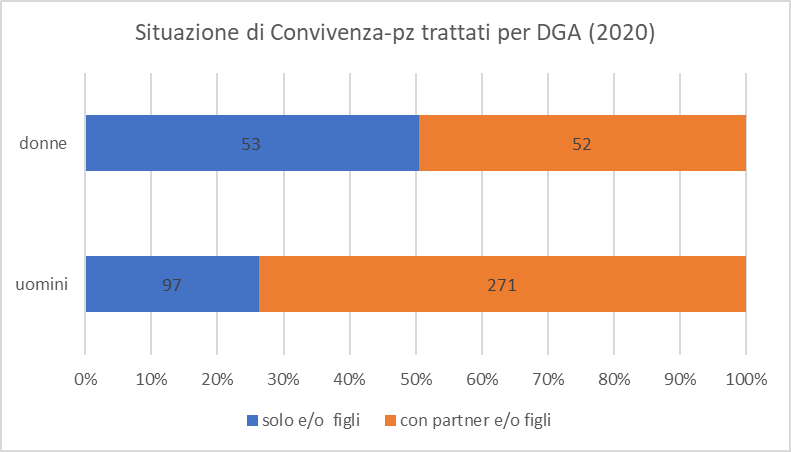 Situazione di Convivenza-pz trattati per DGA (2020)
donne
53 52
uomini
97 271
0% 10% 20% 30% 40% 50% 60% 70% 80% 90% 100%
solo e/o figli con partner e/o figli